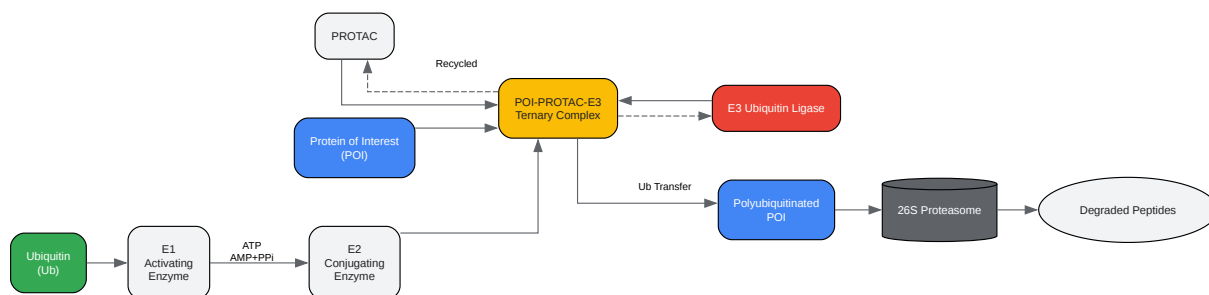 PROTAC
Recycled
POI-PROTAC-E3
Ternary Complex
E3 Ubiquitin Ligase
Protein of Interest
(POI)
Ub Transfer
Polyubiquitinated
POI
26S Proteasome
Degraded Peptides
Ubiquitin
(Ub)
E1
Activating
Enzyme
ATP
AMP+PPi
E2
Conjugating
Enzyme